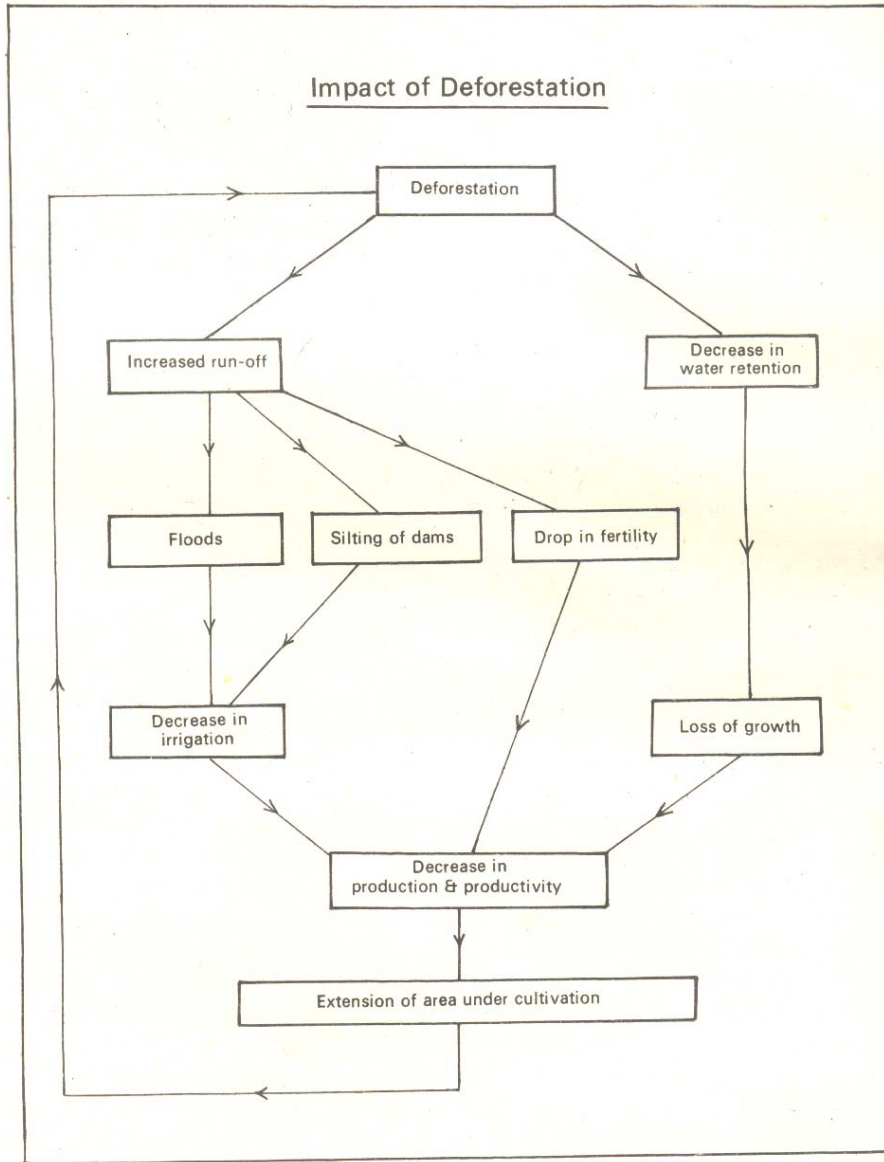 Impact of Deforestation
Deforestation
Increased run-off
Decrease in
water retention
Floods
Silting of dams
Drop in fertility
Decrease in
irrigation
Loss of growth
Decrease in
production & productivity
Extension of area under cultivation